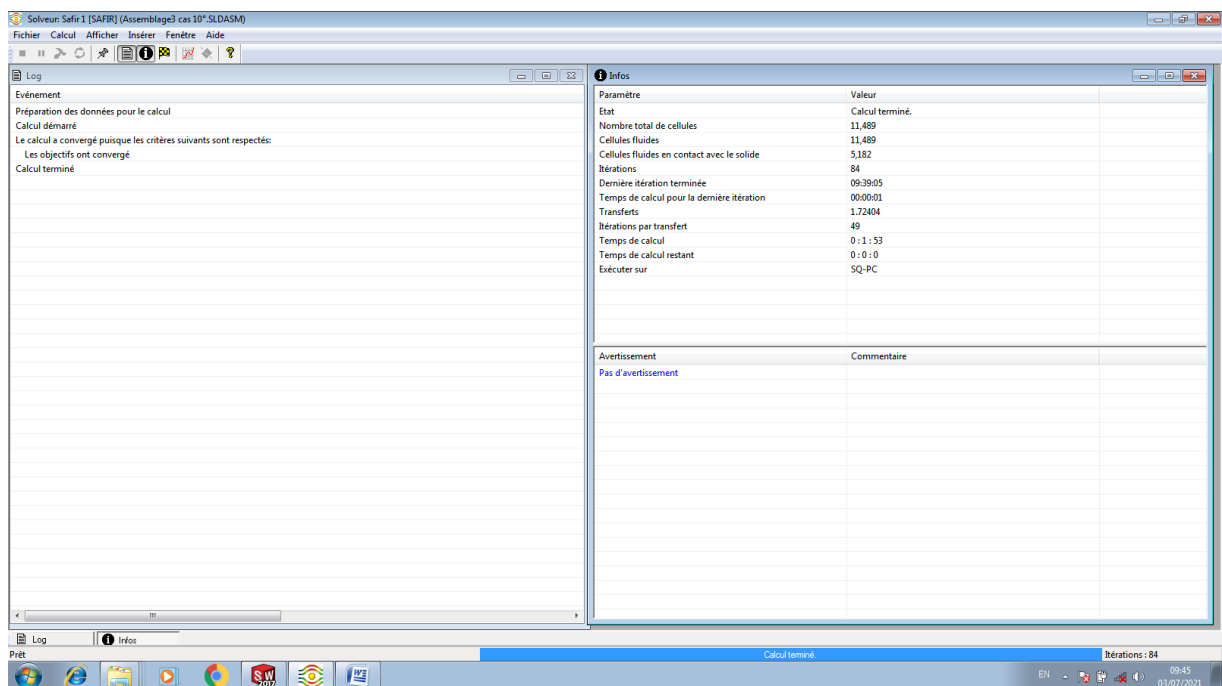 Solveur: Safir 1 [SAFIR] (Assemblage3 cas 10°.SLDASM)
Fichier Calcul Afficher Insérer Fenêtre Aide
Log
Evénement
Préparation des données pour le calcul
Calcul démarré
Le calcul a convergé puisque les critères suivants sont respectés:
Les objectifs ont convergé
Calcul terminé
Infos
Paramètre Valeur
Etat Calcul terminé.
Nombre total de cellules 11,489
Cellules fluides 11,489
Cellules fluides en contact avec le solide 5,182
Itérations 84
Dernière itération terminée 09:39:05
Temps de calcul pour la dernière itération 00:00:01
Transferts 1.72404
Itérations par transfert 49
Temps de calcul 0 : 1 : 53
Temps de calcul restant 0 : 0 : 0
Exécuter sur SQ-PC
Avertissement Commentaire
Pas d'avertissement
Log Infos
Prêt Calcul terminé. Itérations : 84
SW 2017 W EN 09:45
03/07/2021